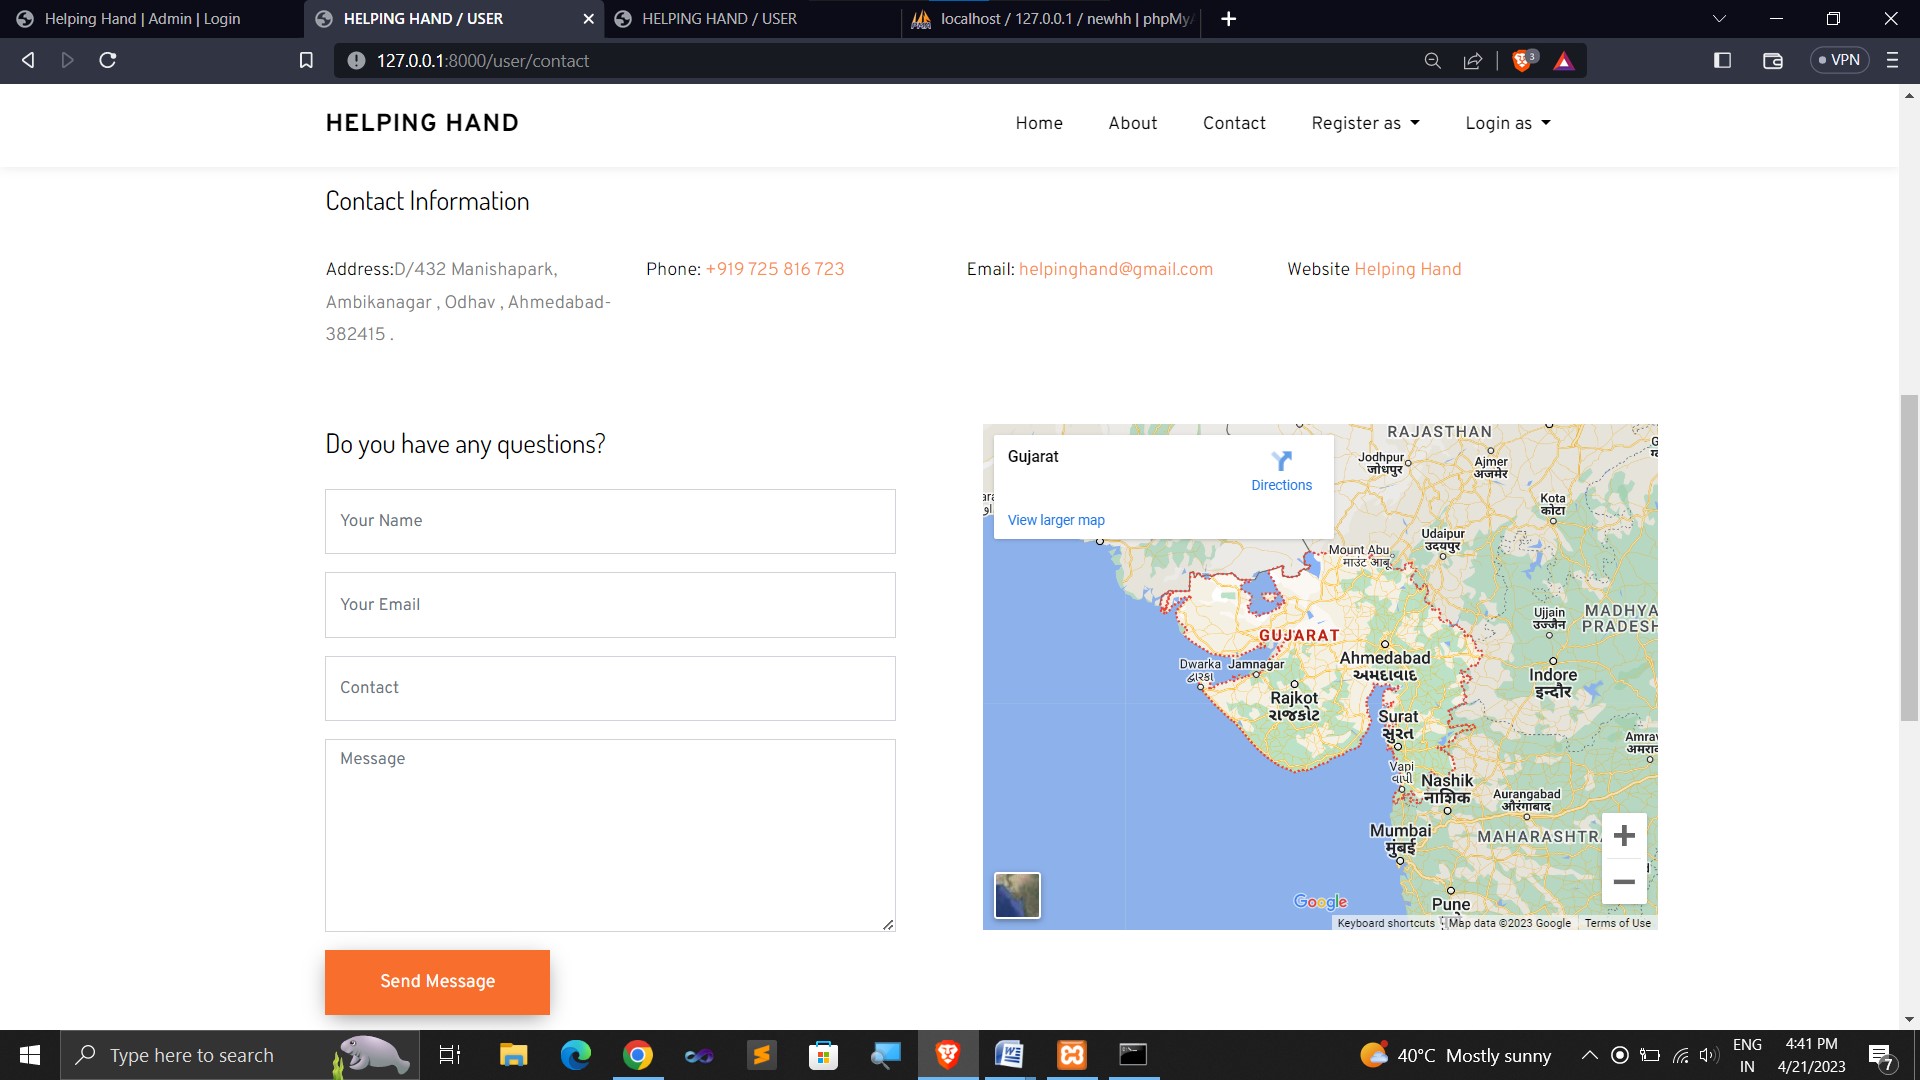 Helping Hand | Admin | Login
HELPING HAND / USER
HELPING HAND / USER
localhost / 127.0.0.1 / newhh | phpMyA
127.0.0.1:8000/user/contact
3
VPN
HELPING HAND
Home
About
Contact
Register as
Login as
Contact Information
Address:D/432 Manishapark,
Ambikanagar , Odhav , Ahmedabad-
382415 .
Phone: +919 725 816 723
Email: helpinghand@gmail.com
Website Helping Hand
Do you have any questions?
Your Name
Your Email
Contact
Message
Send Message
Gujarat
Directions
View larger map
RAJASTHAN
Jodhpur
जोधपुर
Ajmer
अजमेर
Kota
कोटा
Udaipur
उदयपुर
Mount Abu
माउंट आबू
Ujjain
उज्जैन
MADHYA
PRADESH
GUJARAT
Ahmedabad
અમદાવાદ
Dwarka
દ્વારકા
Jamnagar
Rajkot
રાજકોટ
Indore
इन्दौर
Surat
સુરત
Vapi
વાપી
Nashik
नाशिक
Amrav
अमराव
Aurangabad
औरंगाबाद
Mumbai
मुंबई
MAHARASHTRA
Pune
Google
Keyboard shortcuts
Map data ©2023 Google
Terms of Use
Type here to search
40°C Mostly sunny
ENG
IN
4:41 PM
4/21/2023
7